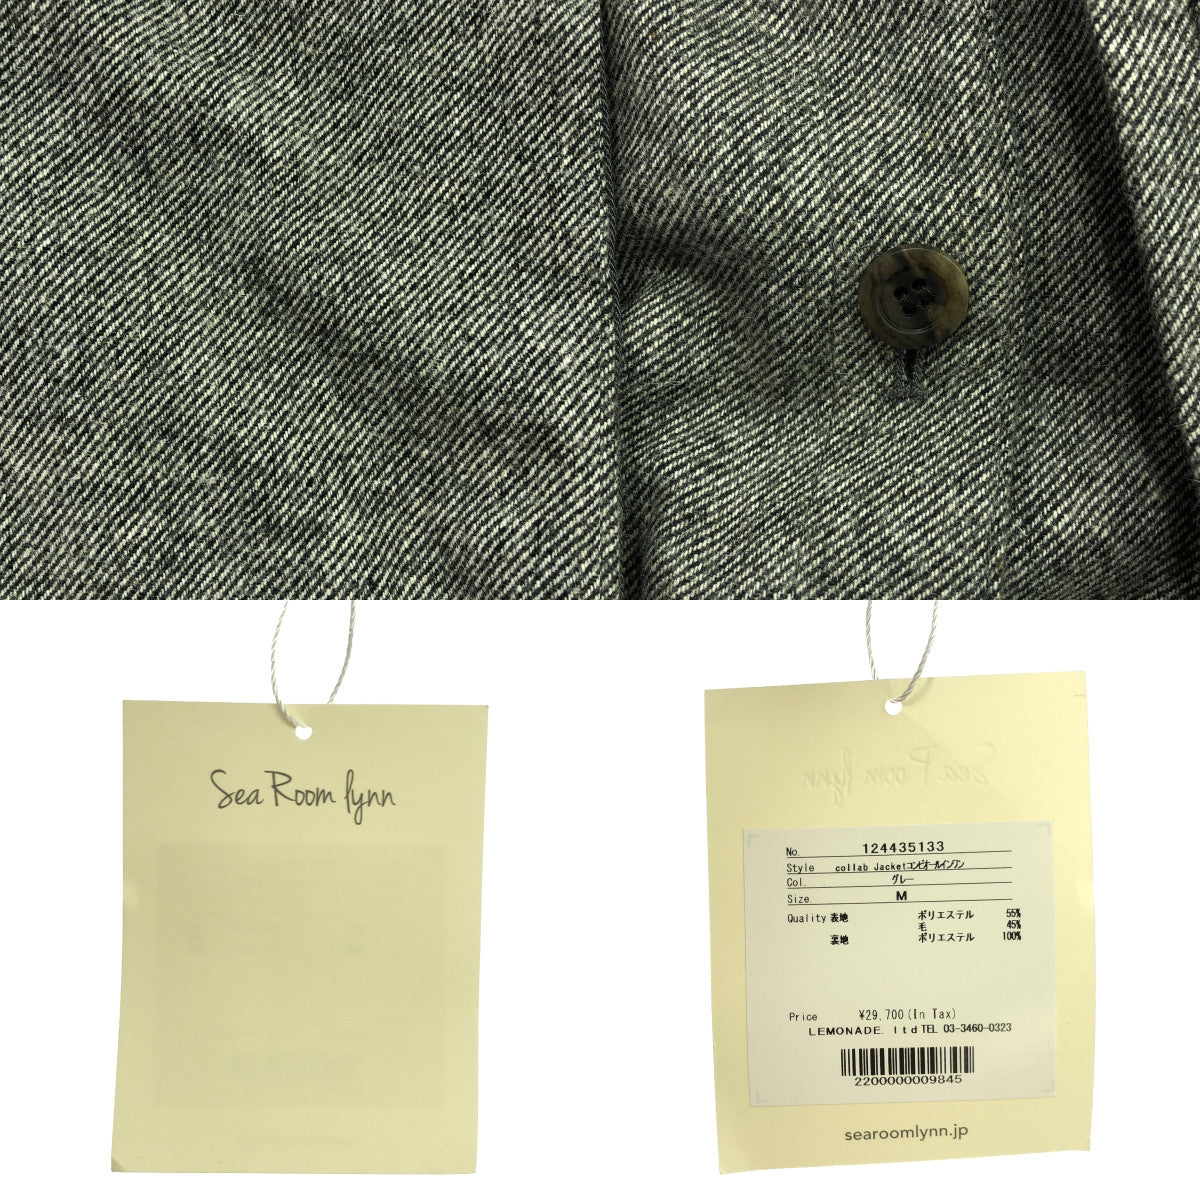 Sea Room lynn
Sea Room lynn
No. 124435133
Style collab Jacketコンビオールインワン
Col. グレー
Size. M
Quality 表地 ポリエステル 55%
毛 45%
裏地 ポリエステル 100%
Price ¥29,700(In Tax)
LEMONADE. ltd TEL 03-3460-0323
2200000009845
searoomlynn.jp